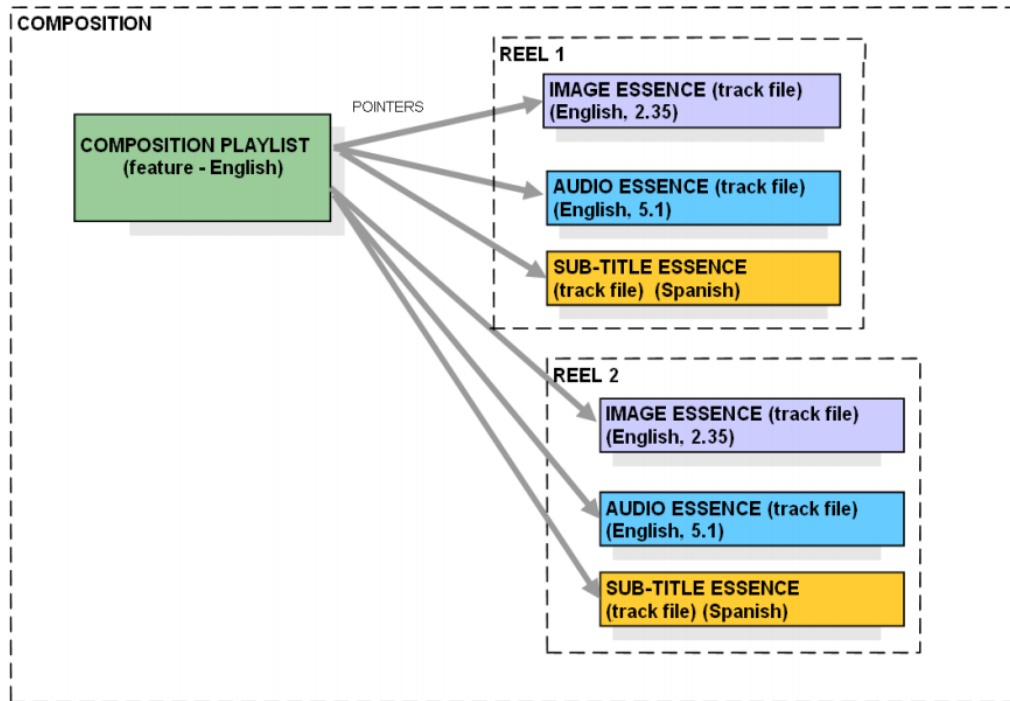 COMPOSITION
REEL 1
IMAGE ESSENCE (track file)
(English, 2.35)
POINTERS
COMPOSITION PLAYLIST
(feature - English)
AUDIO ESSENCE (track file)
(English, 5.1)
SUB-TITLE ESSENCE
(track file)  (Spanish)
REEL 2
IMAGE ESSENCE (track file)
(English, 2.35)
AUDIO ESSENCE (track file)
(English, 5.1)
SUB-TITLE ESSENCE
(track file) (Spanish)